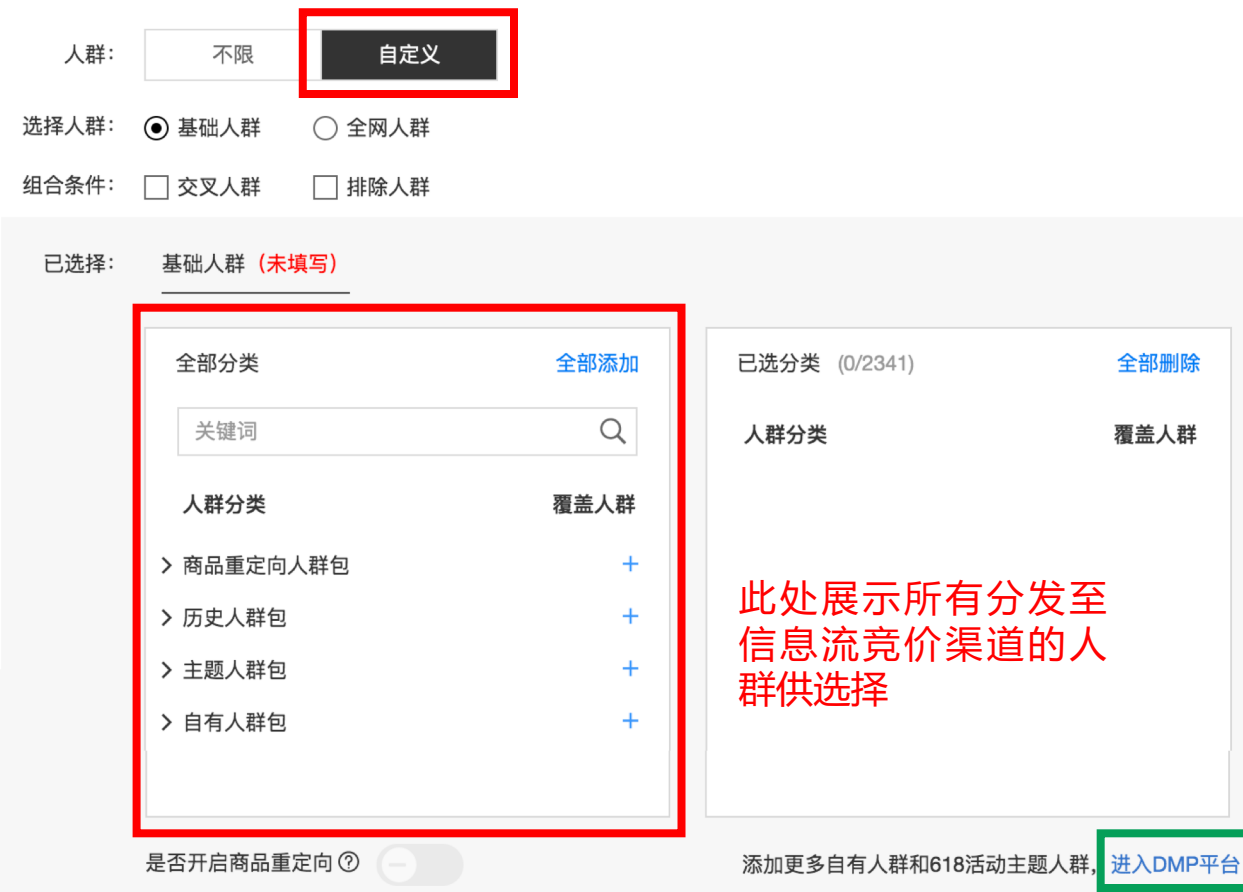 人群： 不限 自定义
选择人群： 基础人群 全网人群
组合条件： 交叉人群 排除人群
已选择： 基础人群（未填写）
全部分类 全部添加
关键词
人群分类 覆盖人群
商品重定向人群包
历史人群包
主题人群包
自有人群包
已选分类 (0/2341) 全部删除
人群分类 覆盖人群
此处展示所有分发至
信息流竞价渠道的人
群供选择
是否开启商品重定向?
添加更多自有人群和618活动主题人群, 进入DMP平台